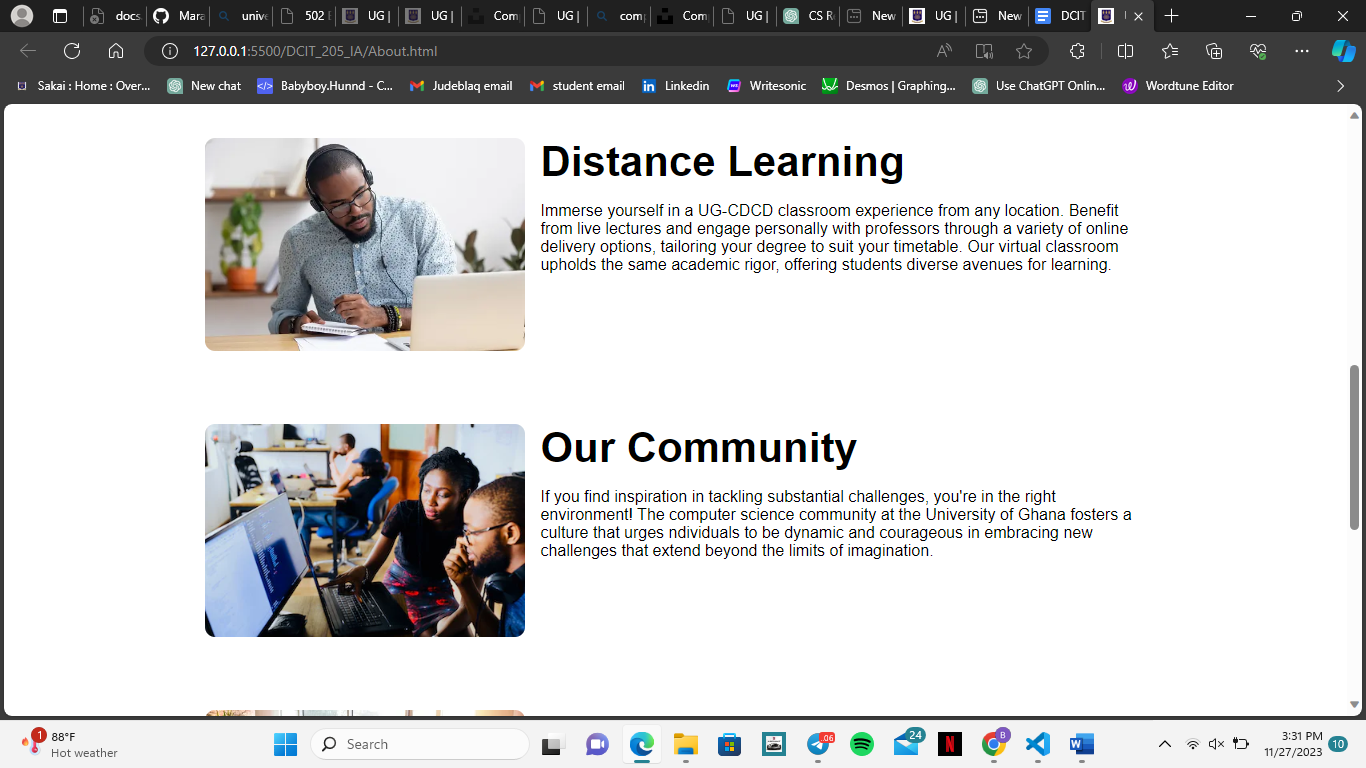 docs.
Mara
unive
502 E
UG |
UG |
Com
UG |
com
Com
UG |
CS R
New
UG |
New
DCIT
127.0.0.1:5500/DCIT_205_IA/About.html
Sakai : Home : Over...
New chat
Babyboy.Hunnd - C...
Judeblaq email
student email
Linkedin
Writesonic
Desmos | Graphing...
Use ChatGPT Onlin...
Wordtune Editor
Distance Learning
Immerse yourself in a UG-CDCD classroom experience from any location. Benefit
from live lectures and engage personally with professors through a variety of online
delivery options, tailoring your degree to suit your timetable. Our virtual classroom
upholds the same academic rigor, offering students diverse avenues for learning.
Our Community
If you find inspiration in tackling substantial challenges, you're in the right
environment! The computer science community at the University of Ghana fosters a
culture that urges ndividuals to be dynamic and courageous in embracing new
challenges that extend beyond the limits of imagination.
1
88°F
Hot weather
Search
.06
24
B
3:31 PM
11/27/2023
10